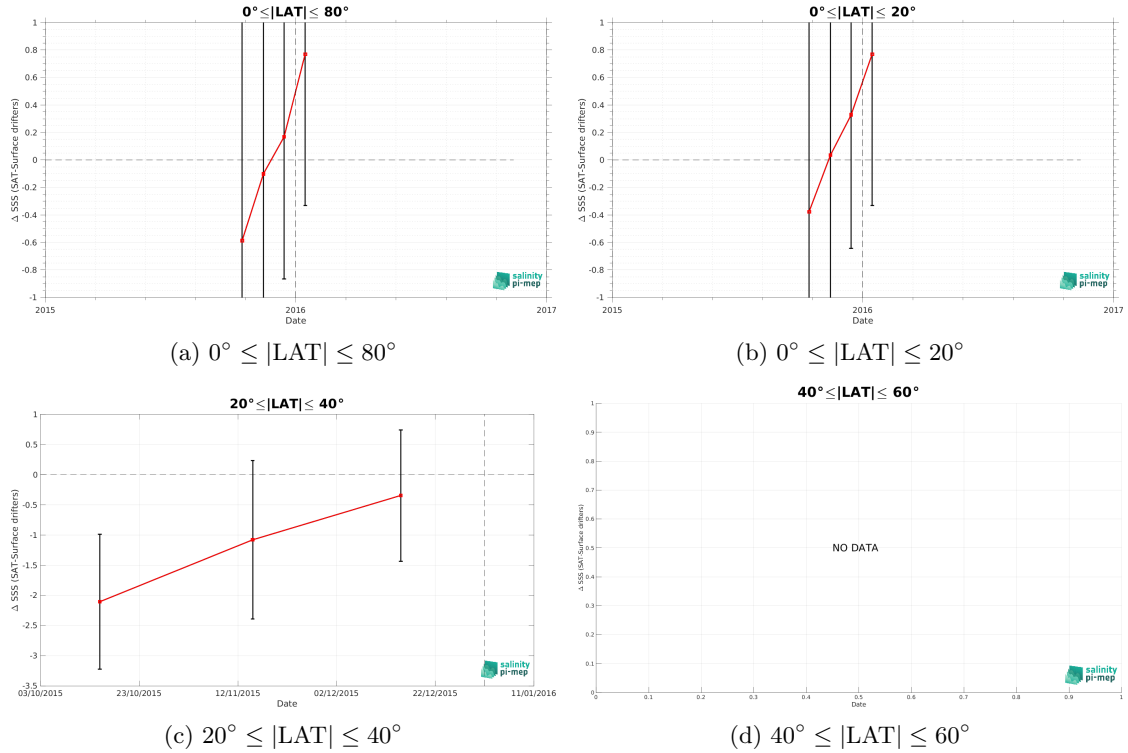 0°≤|LAT|≤ 80°
1
0.8
0.6
0.4
0.2
0
-0.2
-0.4
-0.6
-0.8
-1
Δ SSS (SAT-Surface drifters)
2015
2016
2017
Date
salinity
pi-mep
(a) 0° ≤ |LAT| ≤ 80°
0°≤|LAT|≤ 20°
1
0.8
0.6
0.4
0.2
0
-0.2
-0.4
-0.6
-0.8
-1
Δ SSS (SAT-Surface drifters)
2015
2016
2017
Date
salinity
pi-mep
(b) 0° ≤ |LAT| ≤ 20°
20°≤|LAT|≤ 40°
1
0.5
0
-0.5
-1
-1.5
-2
-2.5
-3
-3.5
Δ SSS (SAT-Surface drifters)
03/10/2015
23/10/2015
12/11/2015
02/12/2015
22/12/2015
11/01/2016
Date
salinity
pi-mep
(c) 20° ≤ |LAT| ≤ 40°
40°≤|LAT|≤ 60°
1
0.9
0.8
0.7
0.6
0.5
0.4
0.3
0.2
0.1
0
Δ SSS (SAT-Surface drifters)
NO DATA
0
0.1
0.2
0.3
0.4
0.5
0.6
0.7
0.8
0.9
1
Date
salinity
pi-mep
(d) 40° ≤ |LAT| ≤ 60°